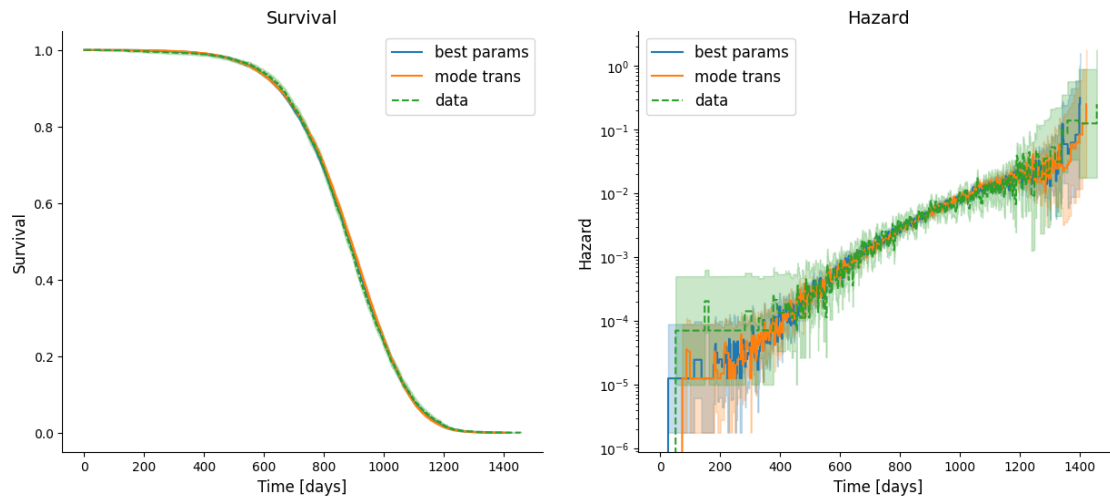 Survival
best params
mode trans
data
1.0
0.8
0.6
0.4
0.2
0.0
Survival
0
200
400
600
800
1000
1200
1400
Time [days]
Hazard
best params
mode trans
data
10⁰
10⁻¹
10⁻²
10⁻³
10⁻⁴
10⁻⁵
10⁻⁶
Hazard
0
200
400
600
800
1000
1200
1400
Time [days]